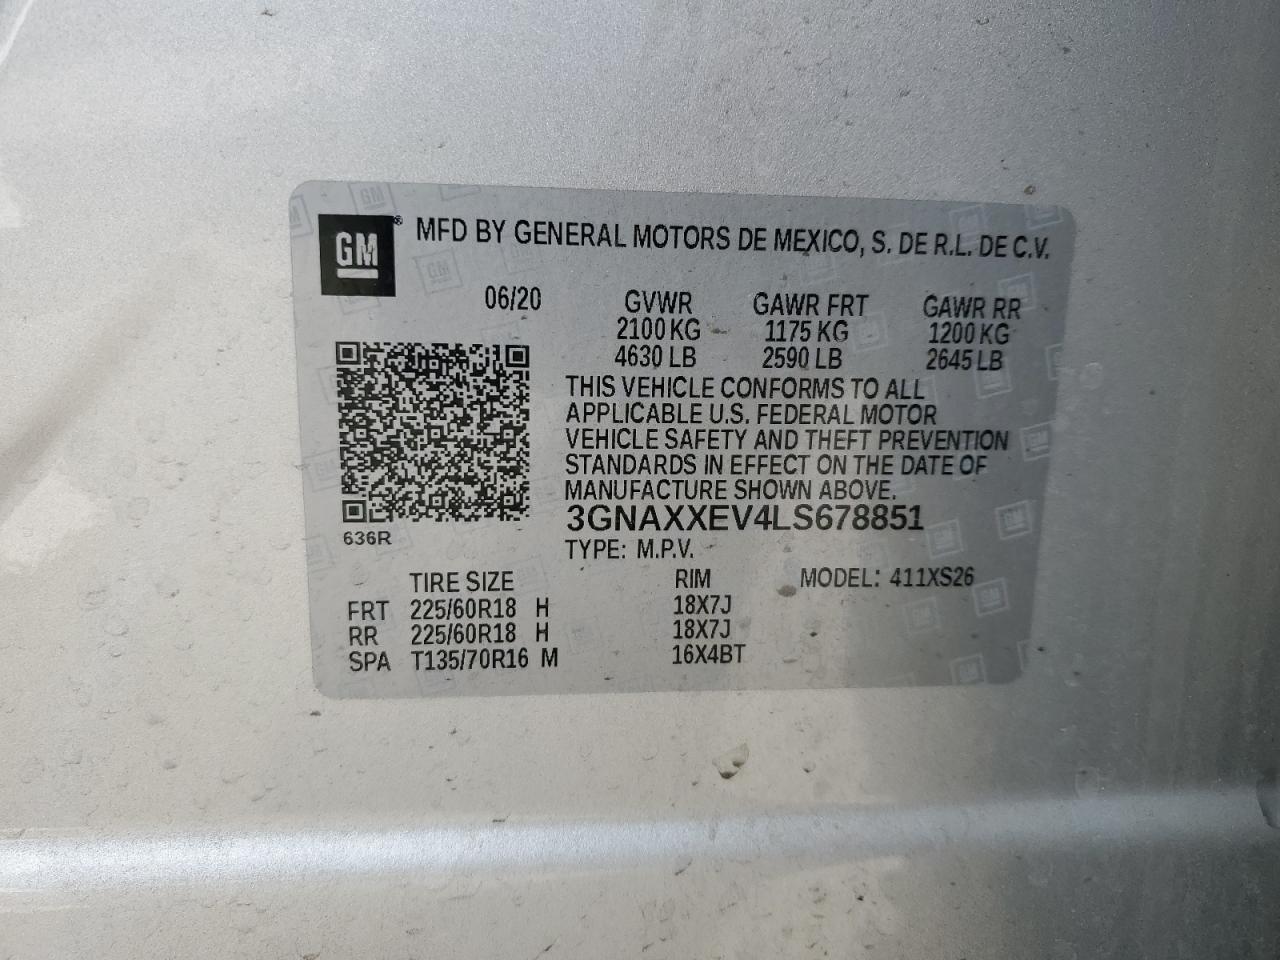 GM® MFD BY GENERAL MOTORS DE MEXICO, S. DE R.L. DE C.V.
06/20 GVWR GAWR FRT GAWR RR
2100 KG 1175 KG 1200 KG
4630 LB 2590 LB 2645 LB
THIS VEHICLE CONFORMS TO ALL
APPLICABLE U.S. FEDERAL MOTOR
VEHICLE SAFETY AND THEFT PREVENTION
STANDARDS IN EFFECT ON THE DATE OF
MANUFACTURE SHOWN ABOVE.
3GNAXXEV4LS678851
636R
TYPE: M.P.V.
TIRE SIZE RIM MODEL: 411XS26
FRT 225/60R18 H 18X7J
RR 225/60R18 H 18X7J
SPA T135/70R16 M 16X4BT